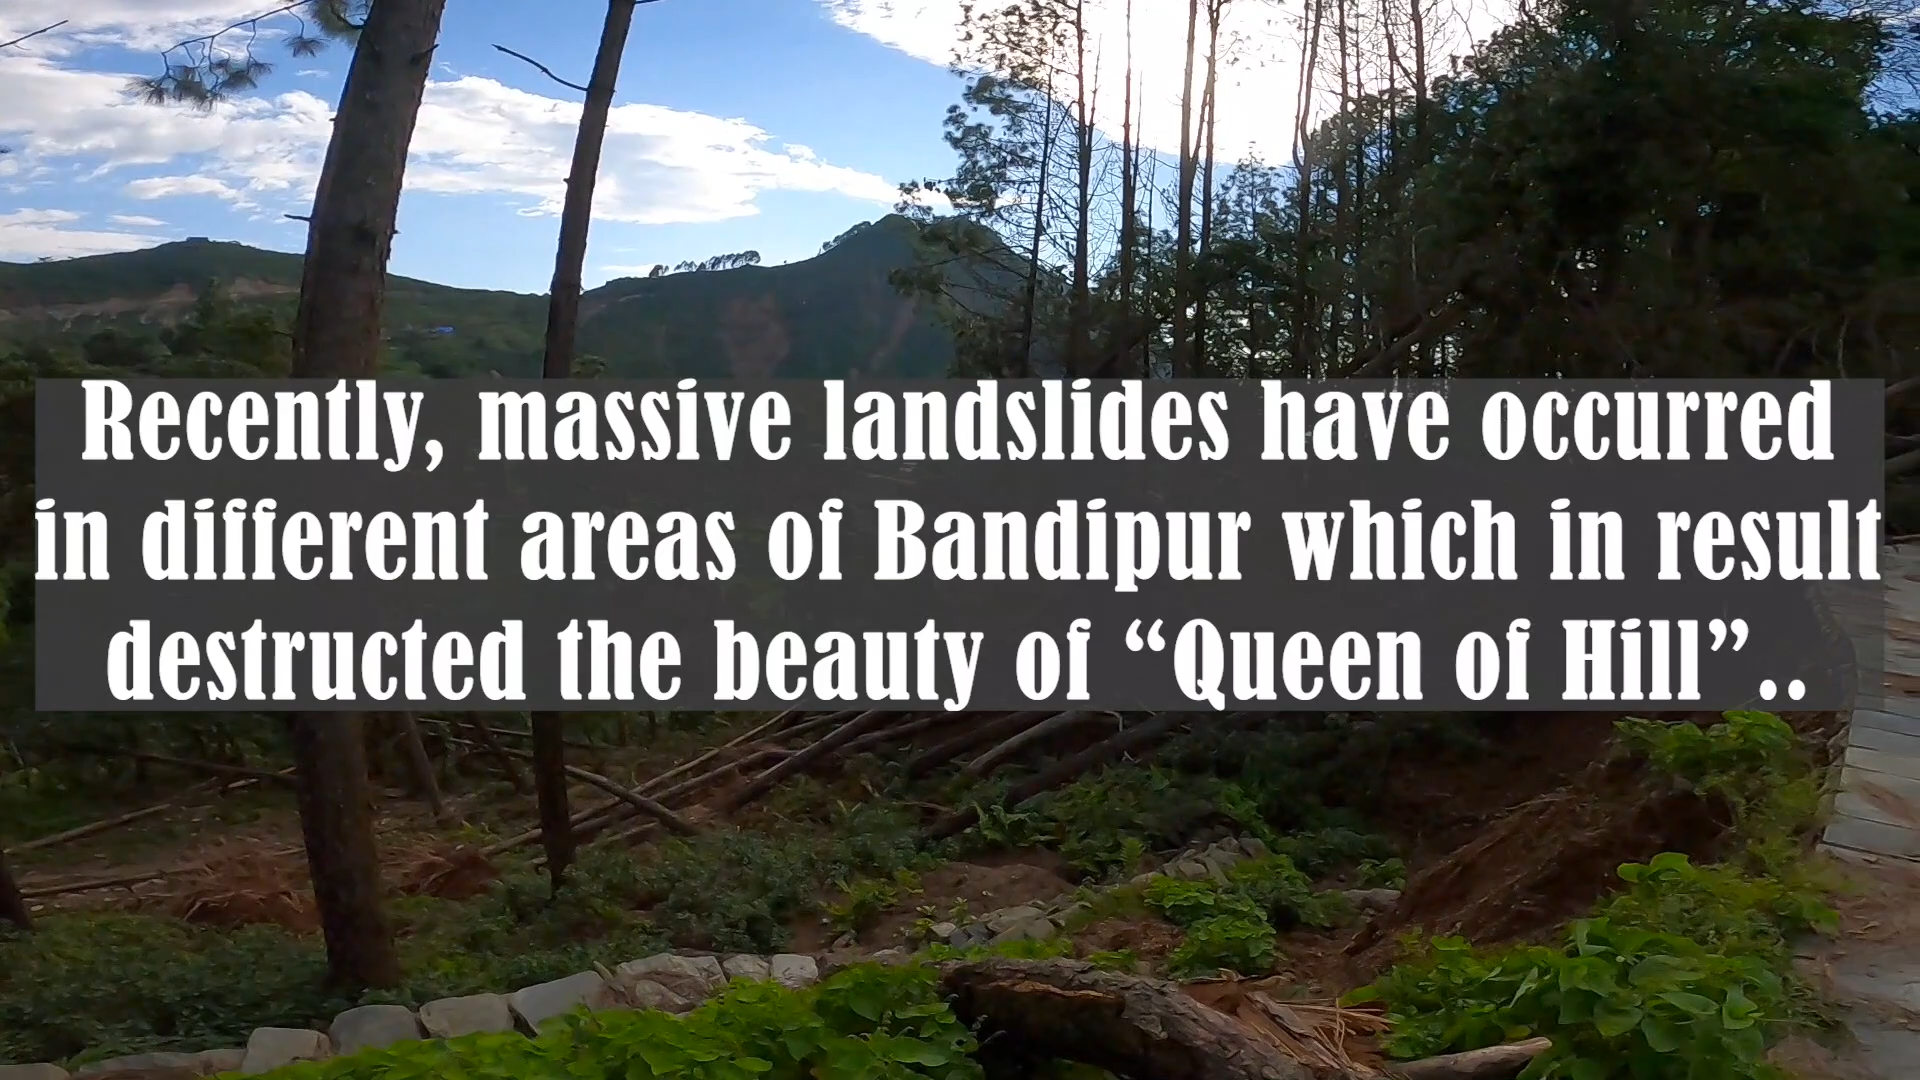 Recently, massive landslides have occurred
in different areas of Bandipur which in result
destructed the beauty of “Queen of Hill”..